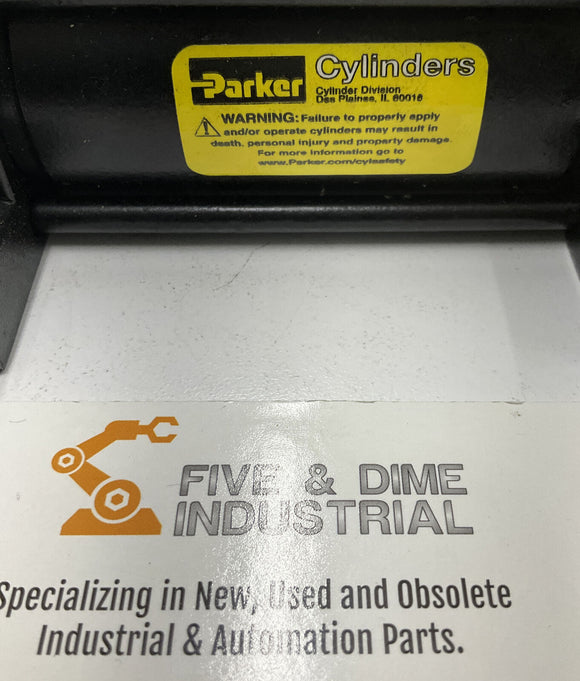 Parker
Cylinders
Cylinder Division
Des Plaines, IL 60016
WARNING: Failure to properly apply
and/or operate cylinders may result in
death, personal injury and property damage.
For more information go to
www.Parker.com/cylsafety
FIVE & DIME
INDUSTRIAL
Specializing in New, Used and Obsolete
Industrial & Automation Parts.